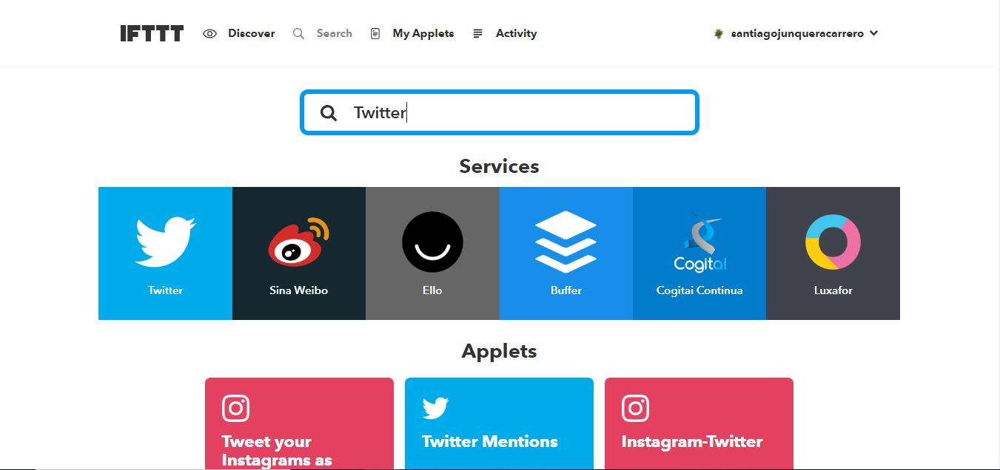 IFTTT Discover Search My Applets Activity santiagojunqueracarrero
Twitter
Services
Twitter Sina Weibo Ello Buffer Cogitai Cogitai Continua Luxafor
Applets
Tweet your
Instagrams as
Twitter Mentions
Instagram-Twitter